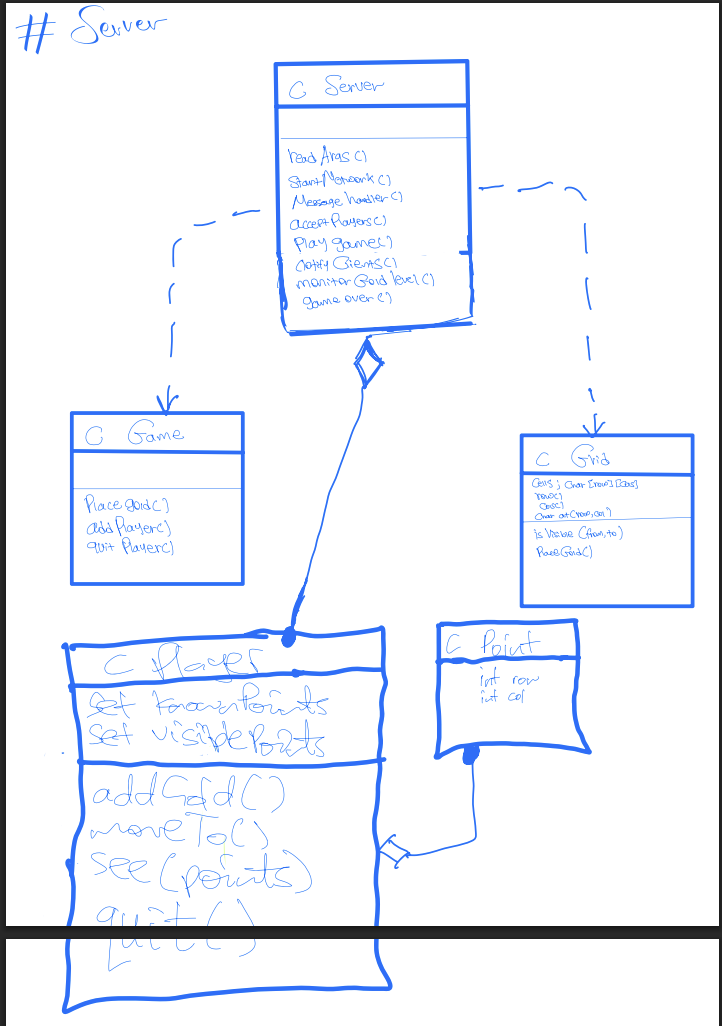 # Server
C Server
read Args()
Start Network()
Message handler()
accept Players()
Play game()
notify Clients()
monitor Gold level()
game over()
C Game
Place gold()
add Player()
quit Player()
C Grid
Cells; char [row][cols]
row()
cols()
char at(row,col)
is Visible (from, to)
Place Gold()
C Player
set knownPoints
set visiblePoints
addGold()
moveTo()
see(points)
quit()
C Point
int row
int col